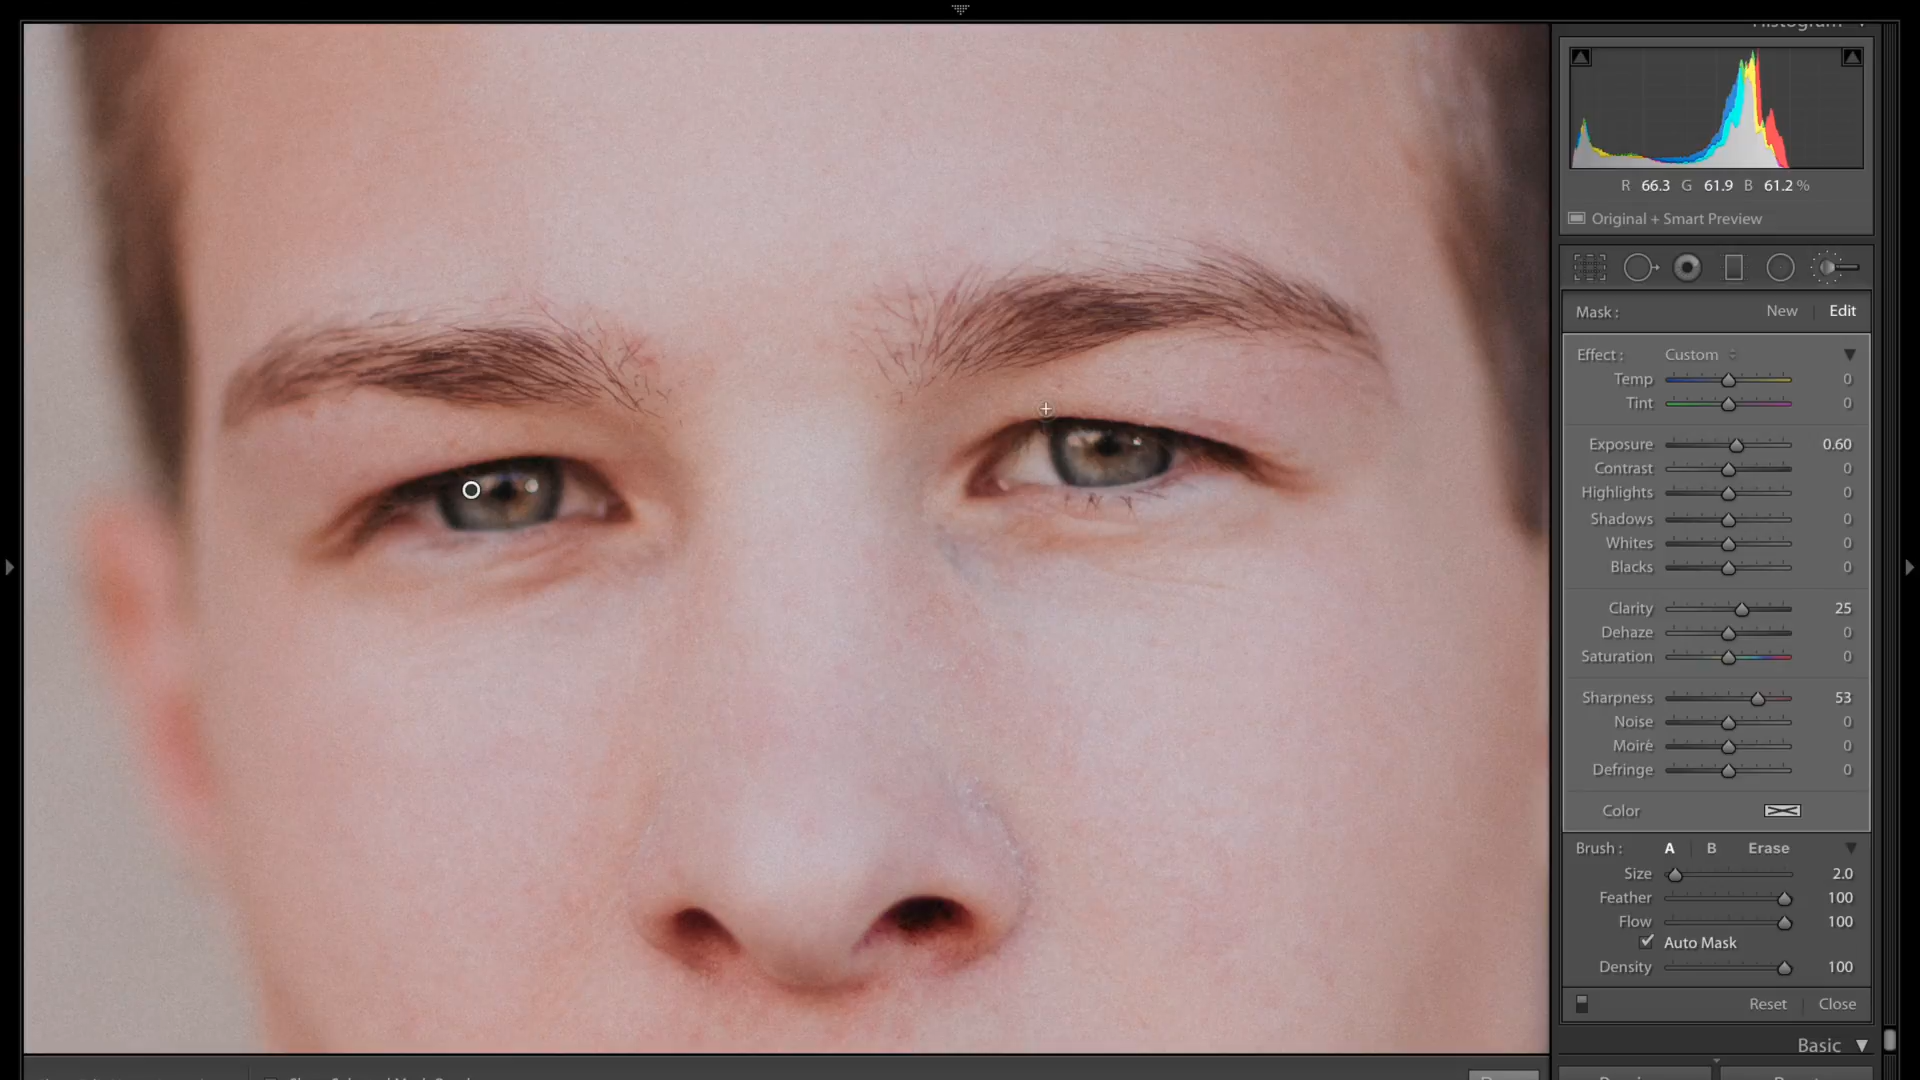 Histogram
R 66.3 G 61.9 B 61.2 %
Original + Smart Preview
Mask : New Edit
Effect : Custom
Temp 0
Tint 0
Exposure 0.60
Contrast 0
Highlights 0
Shadows 0
Whites 0
Blacks 0
Clarity 25
Dehaze 0
Saturation 0
Sharpness 53
Noise 0
Moiré 0
Defringe 0
Color
Brush : A B Erase
Size 2.0
Feather 100
Flow 100
Auto Mask
Density 100
Reset Close
Basic